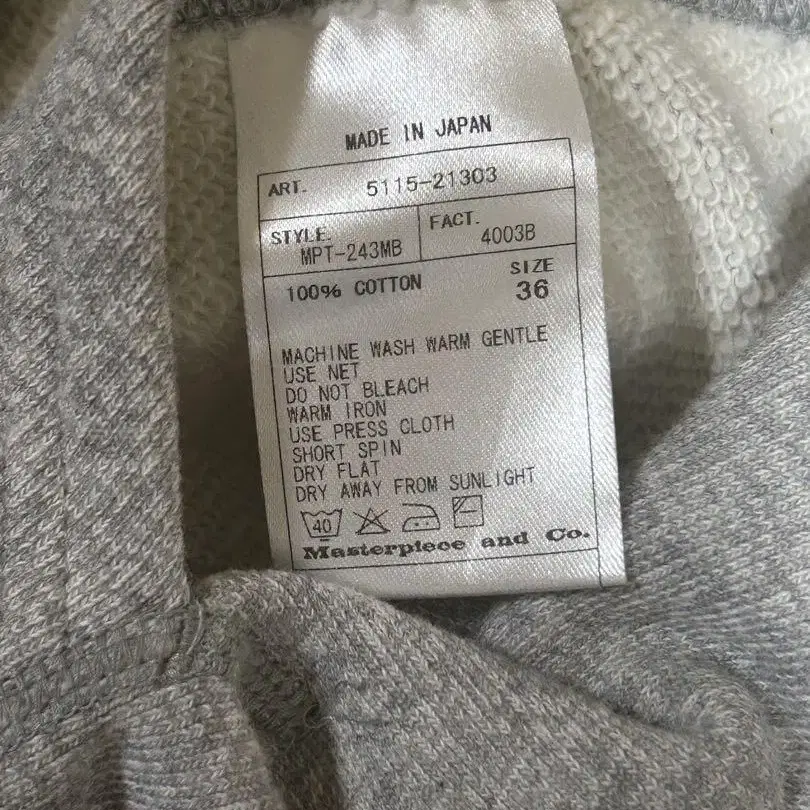 MADE IN JAPAN
ART. 5115-21303
STYLE. MPT-243MB FACT. 4003B
100% COTTON SIZE 36
MACHINE WASH WARM GENTLE
USE NET
DO NOT BLEACH
WARM IRON
USE PRESS CLOTH
SHORT SPIN
DRY FLAT
DRY AWAY FROM SUNLIGHT
40
Masterpiece and Co.